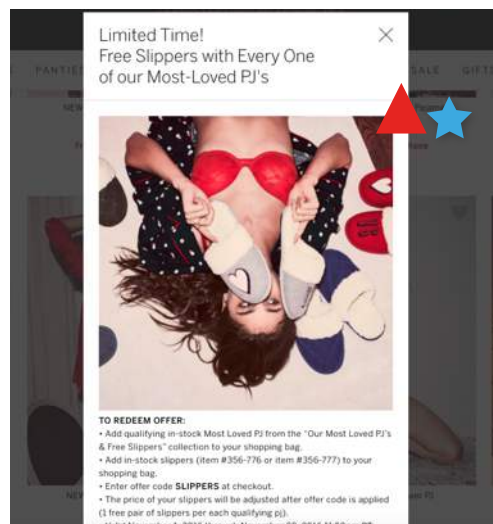 Limited Time!
Free Slippers with Every One
of our Most-Loved PJ's
PANTIES
SALE
GIFTS
NEW
TO REDEEM OFFER:
• Add qualifying in-stock Most Loved PJ from the "Our Most Loved PJ's
& Free Slippers" collection to your shopping bag.
• Add in-stock slippers (item #356-776 or item #356-777) to your
shopping bag.
• Enter offer code SLIPPERS at checkout.
• The price of your slippers will be adjusted after offer code is applied
(1 free pair of slippers per each qualifying pj).
NEW